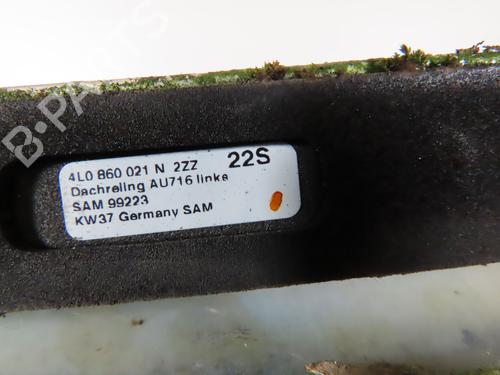 4L0 860 021 N 2ZZ 22S
Dachreling AU716 links
SAM 99223
KW37 Germany SAM
B-PARTS